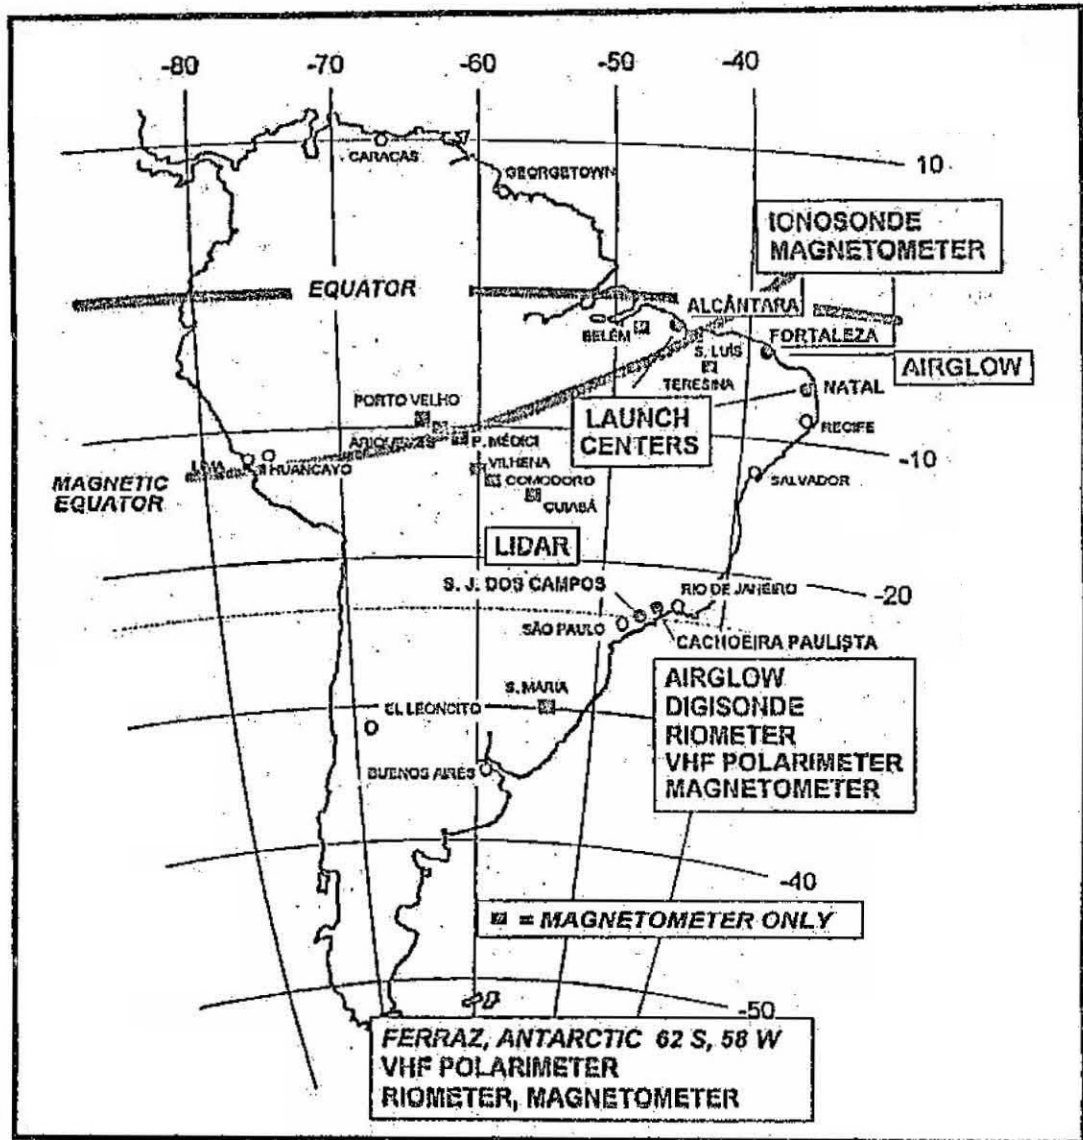 -80 -70 -60 -50 -40
CARACAS
10
GEORGETOWN
IONOSONDE
MAGNETOMETER
EQUATOR
ALCÂNTARA
BELÉM
FORTALEZA
S. LUÍS
AIRGLOW
TERESINA
NATAL
PORTO VELHO
LAUNCH
CENTERS
RECIFE
ARIQUEMES
P. MÉDICI
-10
LIMA
HUANCAYO
VILHENA
MAGNETIC
EQUATOR
COMODORO
SALVADOR
CUIABÁ
LIDAR
S. J. DOS CAMPOS
RIO DE JANEIRO
-20
SÃO PAULO
CACHOEIRA PAULISTA
AIRGLOW
DIGISONDE
RIOMETER
VHF POLARIMETER
MAGNETOMETER
S. MARIA
EL LEONCITO
BUENOS AIRES
-40
= MAGNETOMETER ONLY
-50
FERRAZ, ANTARCTIC 62 S, 58 W
VHF POLARIMETER
RIOMETER, MAGNETOMETER